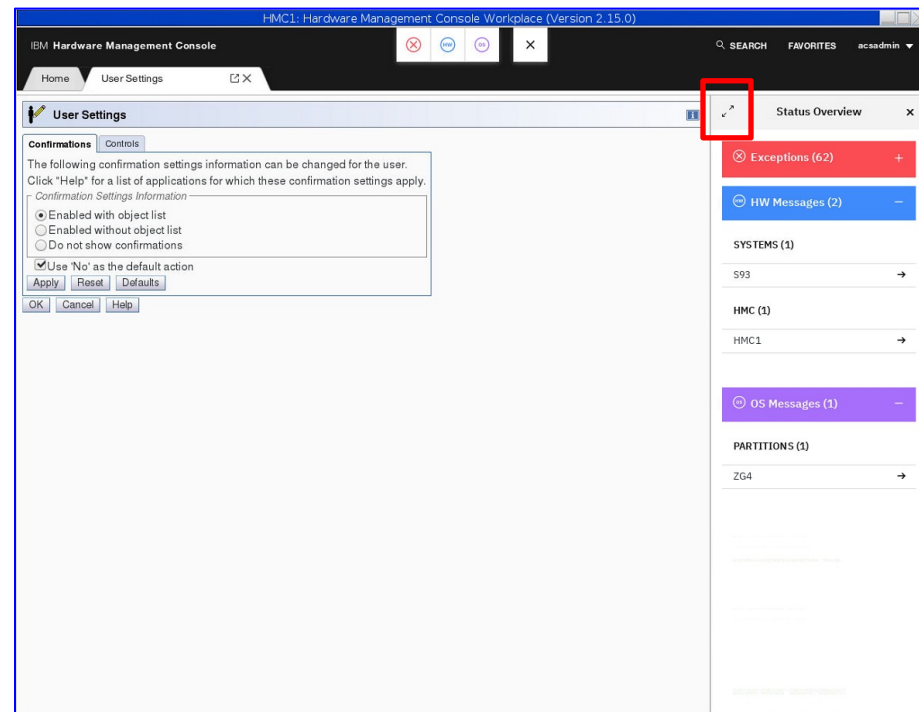 HMC1: Hardware Management Console Workplace (Version 2.15.0)
IBM Hardware Management Console
HW
OS
SEARCH FAVORITES acsadmin
Home User Settings
User Settings
Status Overview
Confirmations Controls
The following confirmation settings information can be changed for the user.
Click "Help" for a list of applications for which these confirmation settings apply.
Confirmation Settings Information
Enabled with object list
Enabled without object list
Do not show confirmations
Use 'No' as the default action
Apply Reset Defaults
OK Cancel Help
Exceptions (62)
HW Messages (2)
SYSTEMS (1)
S93
HMC (1)
HMC1
OS Messages (1)
PARTITIONS (1)
ZG4